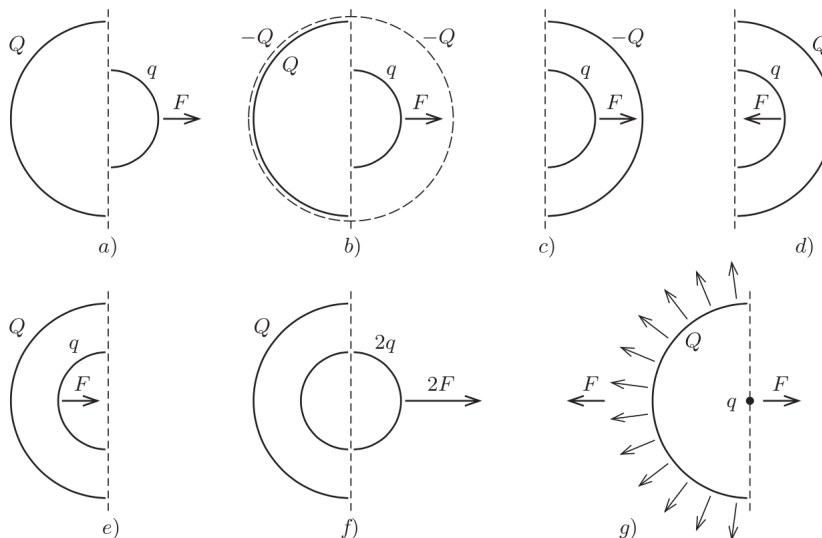 Q q F
−Q Q q F −Q
q F −Q
F q Q
a) b) c) d)
Q q F
Q 2q 2F
F Q q F
e) f) g)